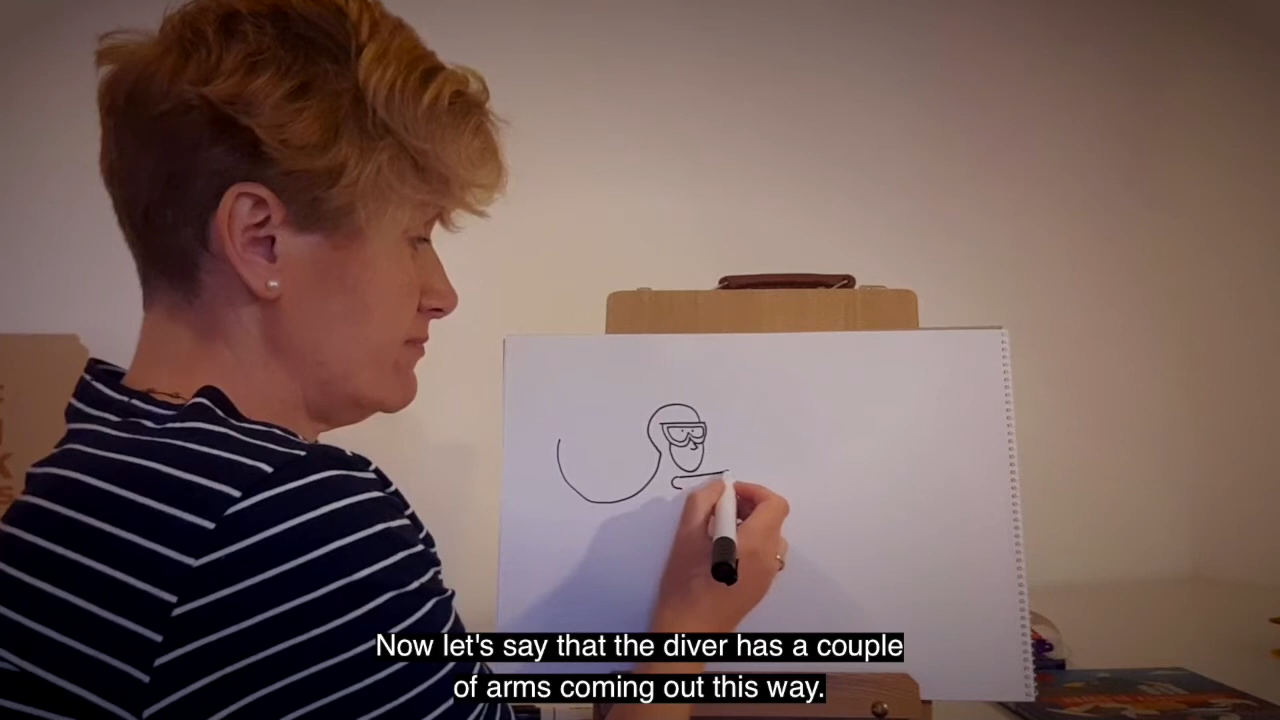 Now let's say that the diver has a couple
of arms coming out this way.